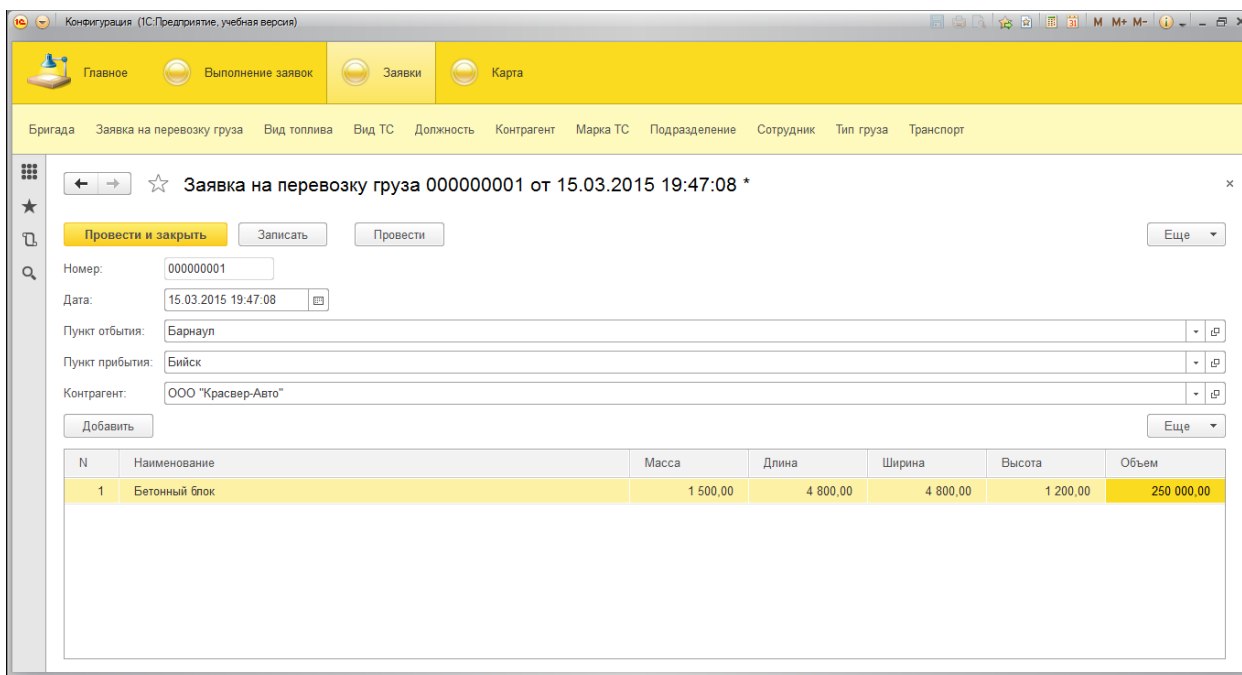 Конфигурация (1С:Предприятие, учебная версия) 31 M M+ M-
Главное Выполнение заявок Заявки Карта
Бригада Заявка на перевозку груза Вид топлива Вид ТС Должность Контрагент Марка ТС Подразделение Сотрудник Тип груза Транспорт
Заявка на перевозку груза 000000001 от 15.03.2015 19:47:08 *
Провести и закрыть Записать Провести Еще
Номер: 000000001
Дата: 15.03.2015 19:47:08
Пункт отбытия: Барнаул
Пункт прибытия: Бийск
Контрагент: ООО "Красвер-Авто"
Добавить Еще
N Наименование Масса Длина Ширина Высота Объем
1 Бетонный блок 1 500,00 4 800,00 4 800,00 1 200,00 250 000,00